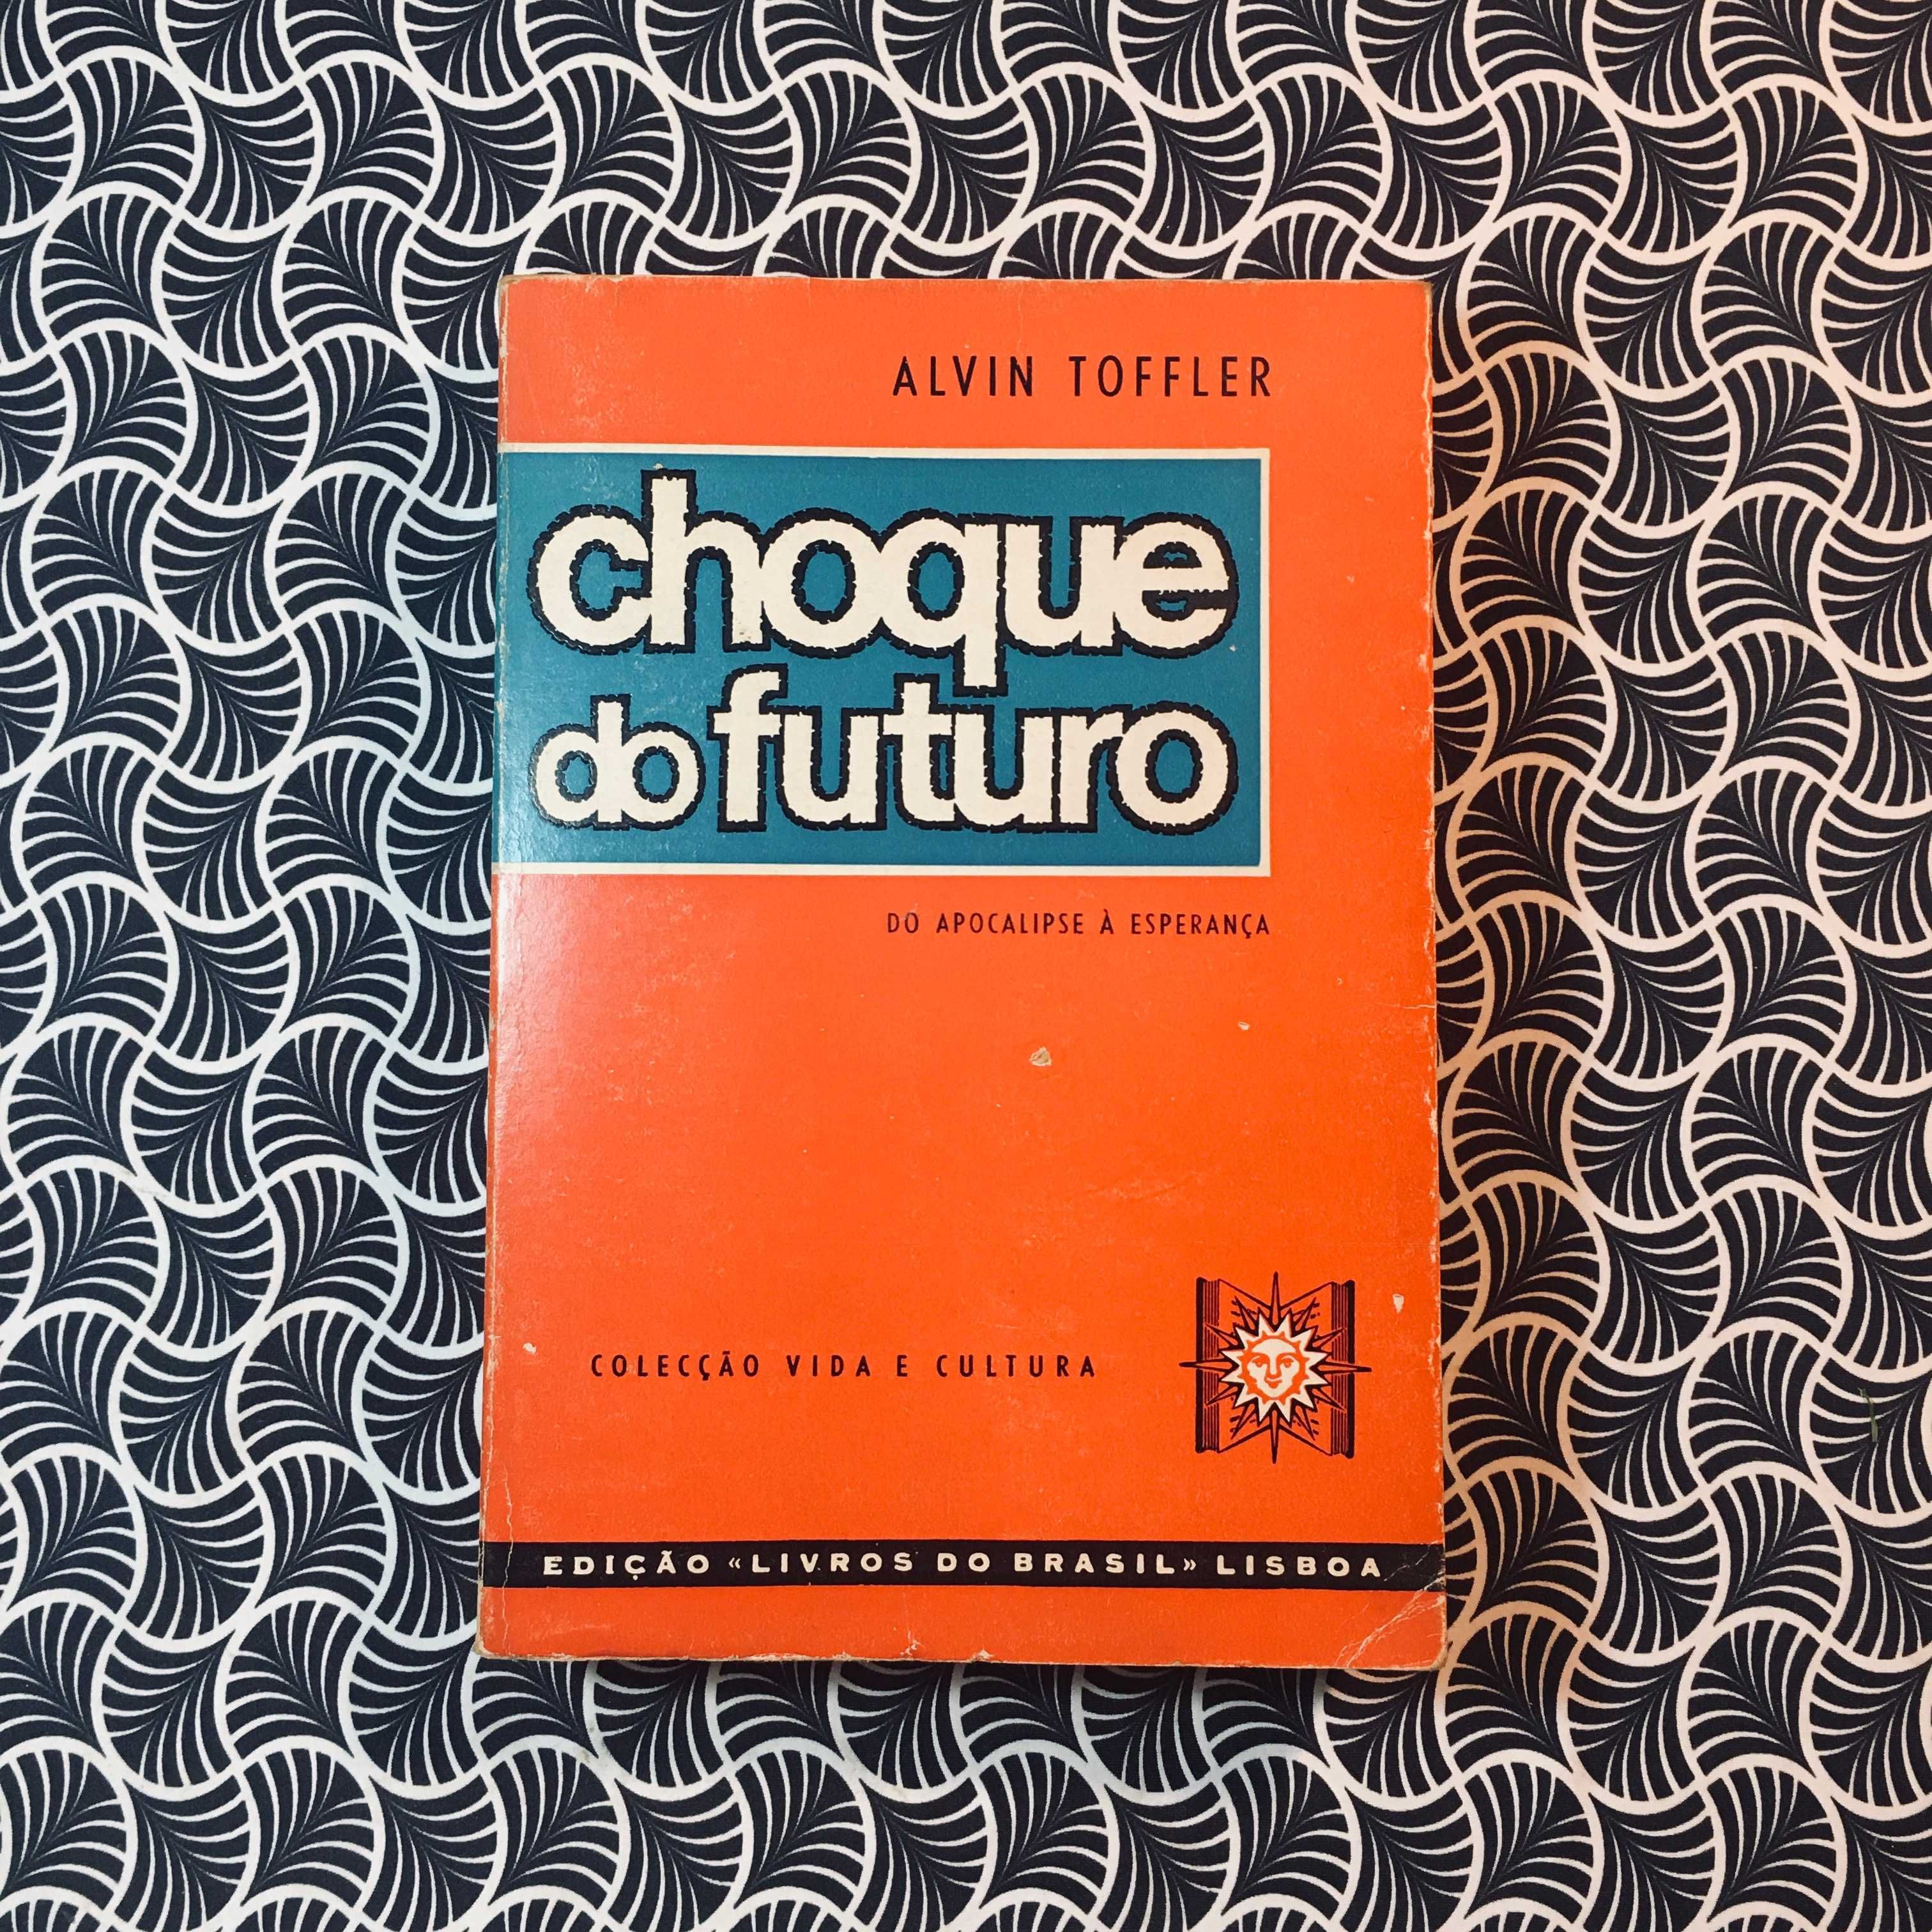 ALVIN TOFFLER
choque
do futuro
DO APOCALIPSE À ESPERANÇA
COLECÇÃO VIDA E CULTURA
EDIÇÃO «LIVROS DO BRASIL» LISBOA